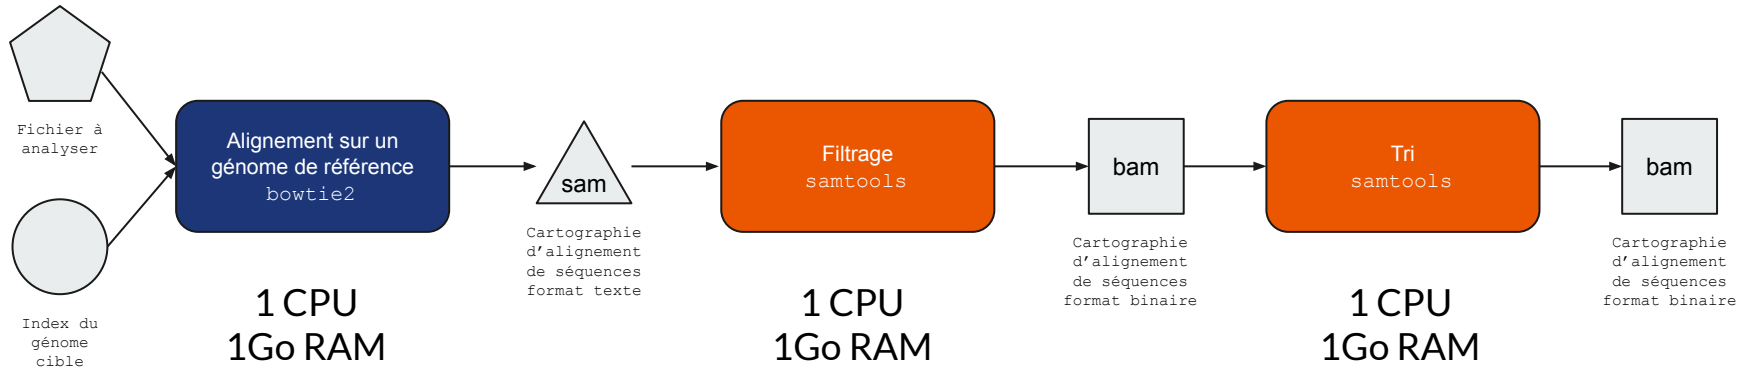 Fichier à
analyser
Index du
génome
cible
Alignement sur un
génome de référence
bowtie2
1 CPU
1Go RAM
sam
Cartographie
d’alignement
de séquences
format texte
Filtrage
samtools
1 CPU
1Go RAM
bam
Cartographie
d’alignement
de séquences
format binaire
Tri
samtools
1 CPU
1Go RAM
bam
Cartographie
d’alignement
de séquences
format binaire